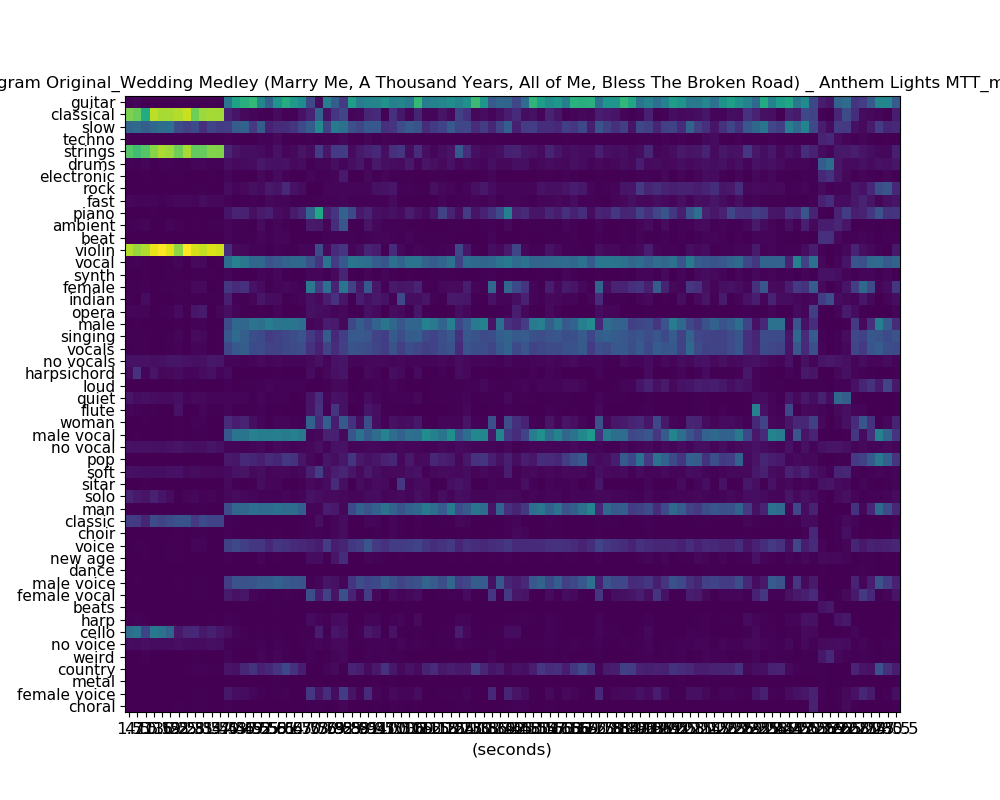 gram Original_Wedding Medley (Marry Me, A Thousand Years, All of Me, Bless The Broken Road) _ Anthem Lights MTT_m
guitar
classical
slow
techno
strings
drums
electronic
rock
fast
piano
ambient
beat
violin
vocal
synth
female
indian
opera
male
singing
vocals
no vocals
harpsichord
loud
quiet
flute
woman
male vocal
no vocal
pop
soft
sitar
solo
man
classic
choir
voice
new age
dance
male voice
female vocal
beats
harp
cello
no voice
weird
country
metal
female voice
choral
(seconds)